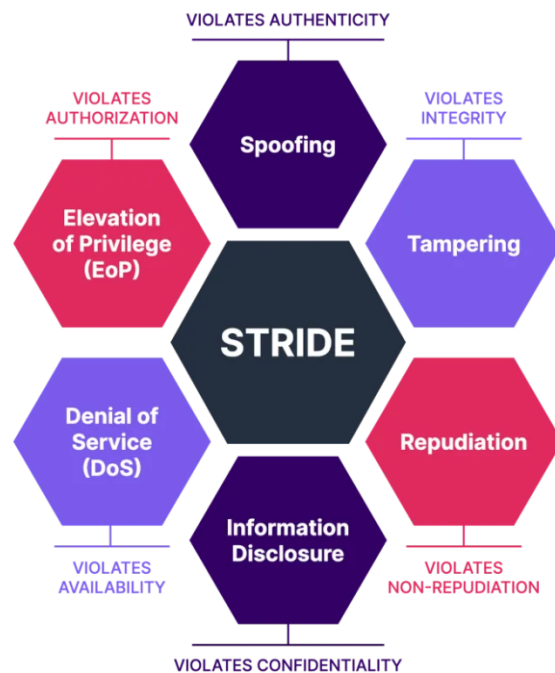 VIOLATES AUTHENTICITY
Spoofing
VIOLATES
AUTHORIZATION
Elevation
of Privilege
(EoP)
VIOLATES
INTEGRITY
Tampering
STRIDE
Denial of
Service
(DoS)
VIOLATES
AVAILABILITY
Repudiation
VIOLATES
NON-REPUDIATION
Information
Disclosure
VIOLATES CONFIDENTIALITY